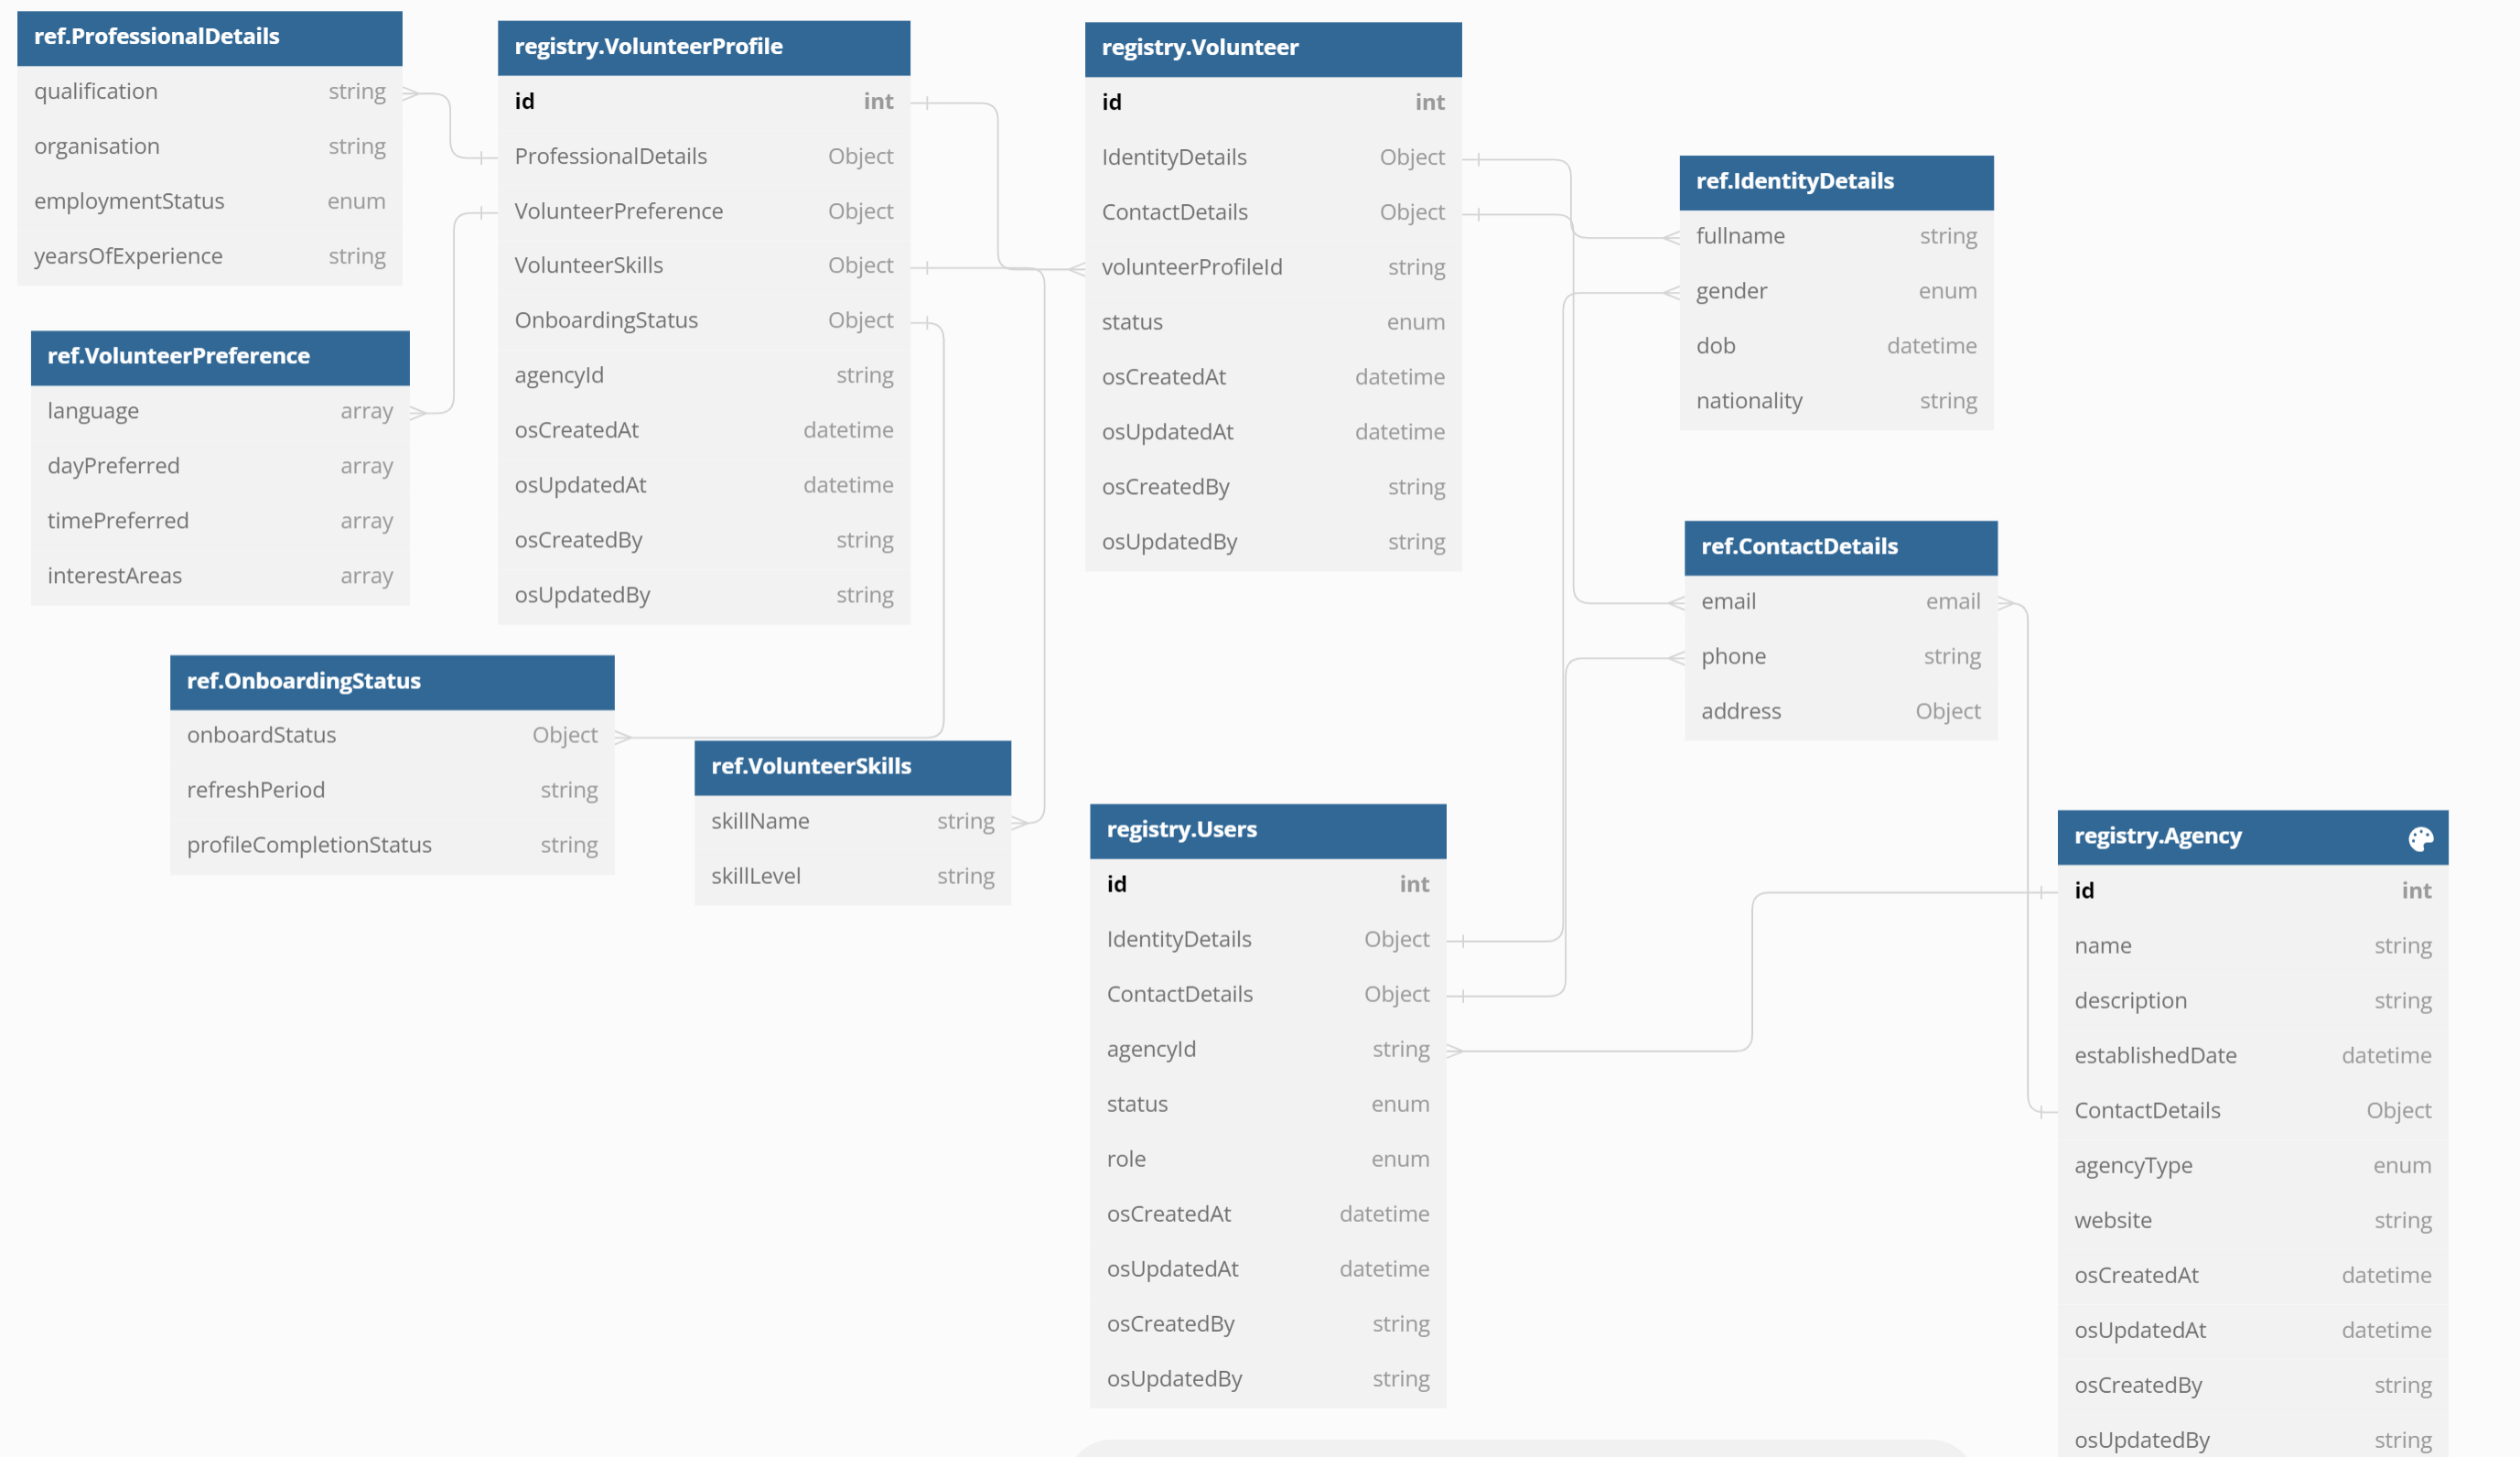 ref.ProfessionalDetails
qualification string
organisation string
employmentStatus enum
yearsOfExperience string
ref.VolunteerPreference
language array
dayPreferred array
timePreferred array
interestAreas array
ref.OnboardingStatus
onboardStatus Object
refreshPeriod string
profileCompletionStatus string
registry.VolunteerProfile
id int
ProfessionalDetails Object
VolunteerPreference Object
VolunteerSkills Object
OnboardingStatus Object
agencyId string
osCreatedAt datetime
osUpdatedAt datetime
osCreatedBy string
osUpdatedBy string
ref.VolunteerSkills
skillName string
skillLevel string
registry.Volunteer
id int
IdentityDetails Object
ContactDetails Object
volunteerProfileId string
status enum
osCreatedAt datetime
osUpdatedAt datetime
osCreatedBy string
osUpdatedBy string
registry.Users
id int
IdentityDetails Object
ContactDetails Object
agencyId string
status enum
role enum
osCreatedAt datetime
osUpdatedAt datetime
osCreatedBy string
osUpdatedBy string
ref.IdentityDetails
fullname string
gender enum
dob datetime
nationality string
ref.ContactDetails
email email
phone string
address Object
registry.Agency
id int
name string
description string
establishedDate datetime
ContactDetails Object
agencyType enum
website string
osCreatedAt datetime
osUpdatedAt datetime
osCreatedBy string
osUpdatedBy string